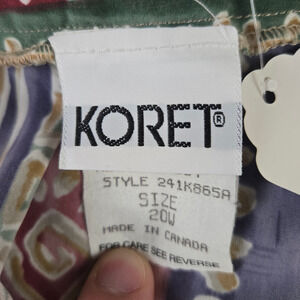 KORET®
STYLE 241K865A
SIZE
20W
MADE IN CANADA
FOR CARE SEE REVERSE